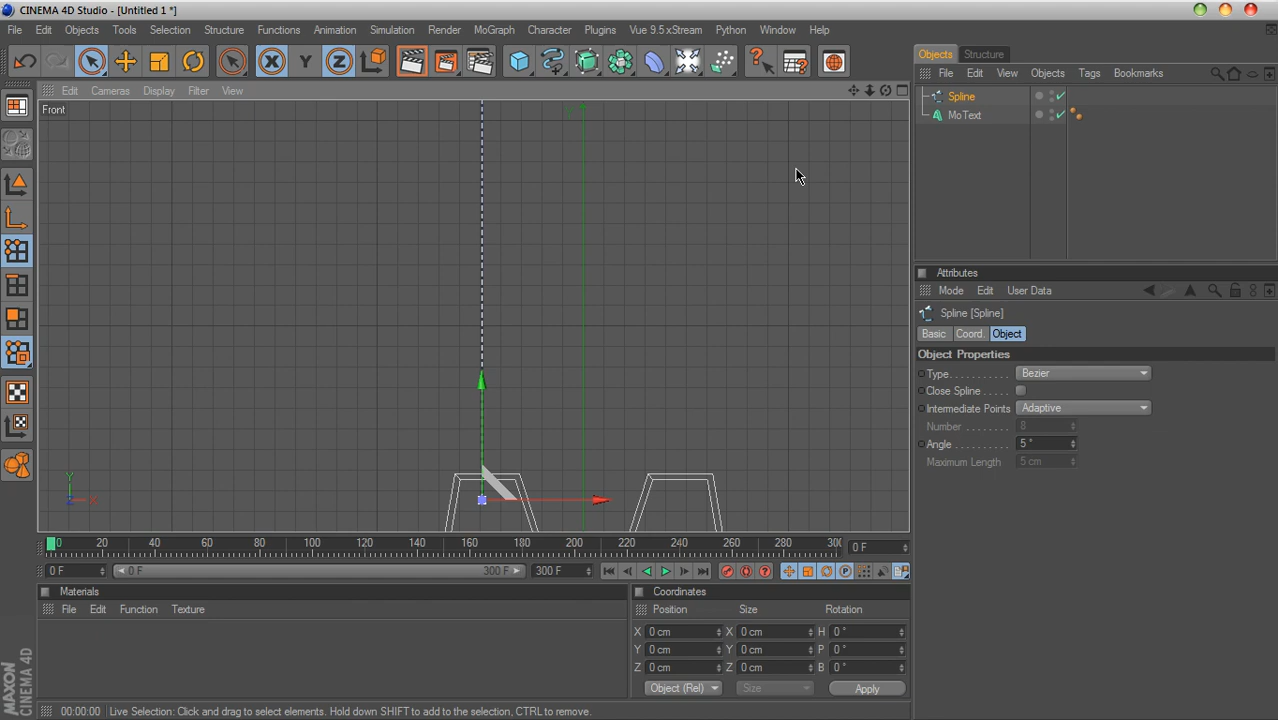 CINEMA 4D Studio - [Untitled 1 *]
File Edit Objects Tools Selection Structure Functions Animation Simulation Render MoGraph Character Plugins Vue 9.5 xStream Python Window Help
X Y Z
Objects Structure
File Edit View Objects Tags Bookmarks
Edit Cameras Display Filter View
Front
Spline
MoText
Attributes
Mode Edit User Data
Spline [Spline]
Basic Coord. Object
Object Properties
Type Bezier
Close Spline
Intermediate Points Adaptive
Number 8
Angle 5 °
Maximum Length 5 cm
Y
Z X
0 20 40 60 80 100 120 140 160 180 200 220 240 260 280 30
0 F
0 F 0 F 300 F 300 F
Materials
File Edit Function Texture
Coordinates
Position Size Rotation
X 0 cm X 0 cm H 0 °
Y 0 cm Y 0 cm P 0 °
Z 0 cm Z 0 cm B 0 °
Object (Rel) Size Apply
MAXON
CINEMA 4D
00:00:00 Live Selection: Click and drag to select elements. Hold down SHIFT to add to the selection, CTRL to remove.